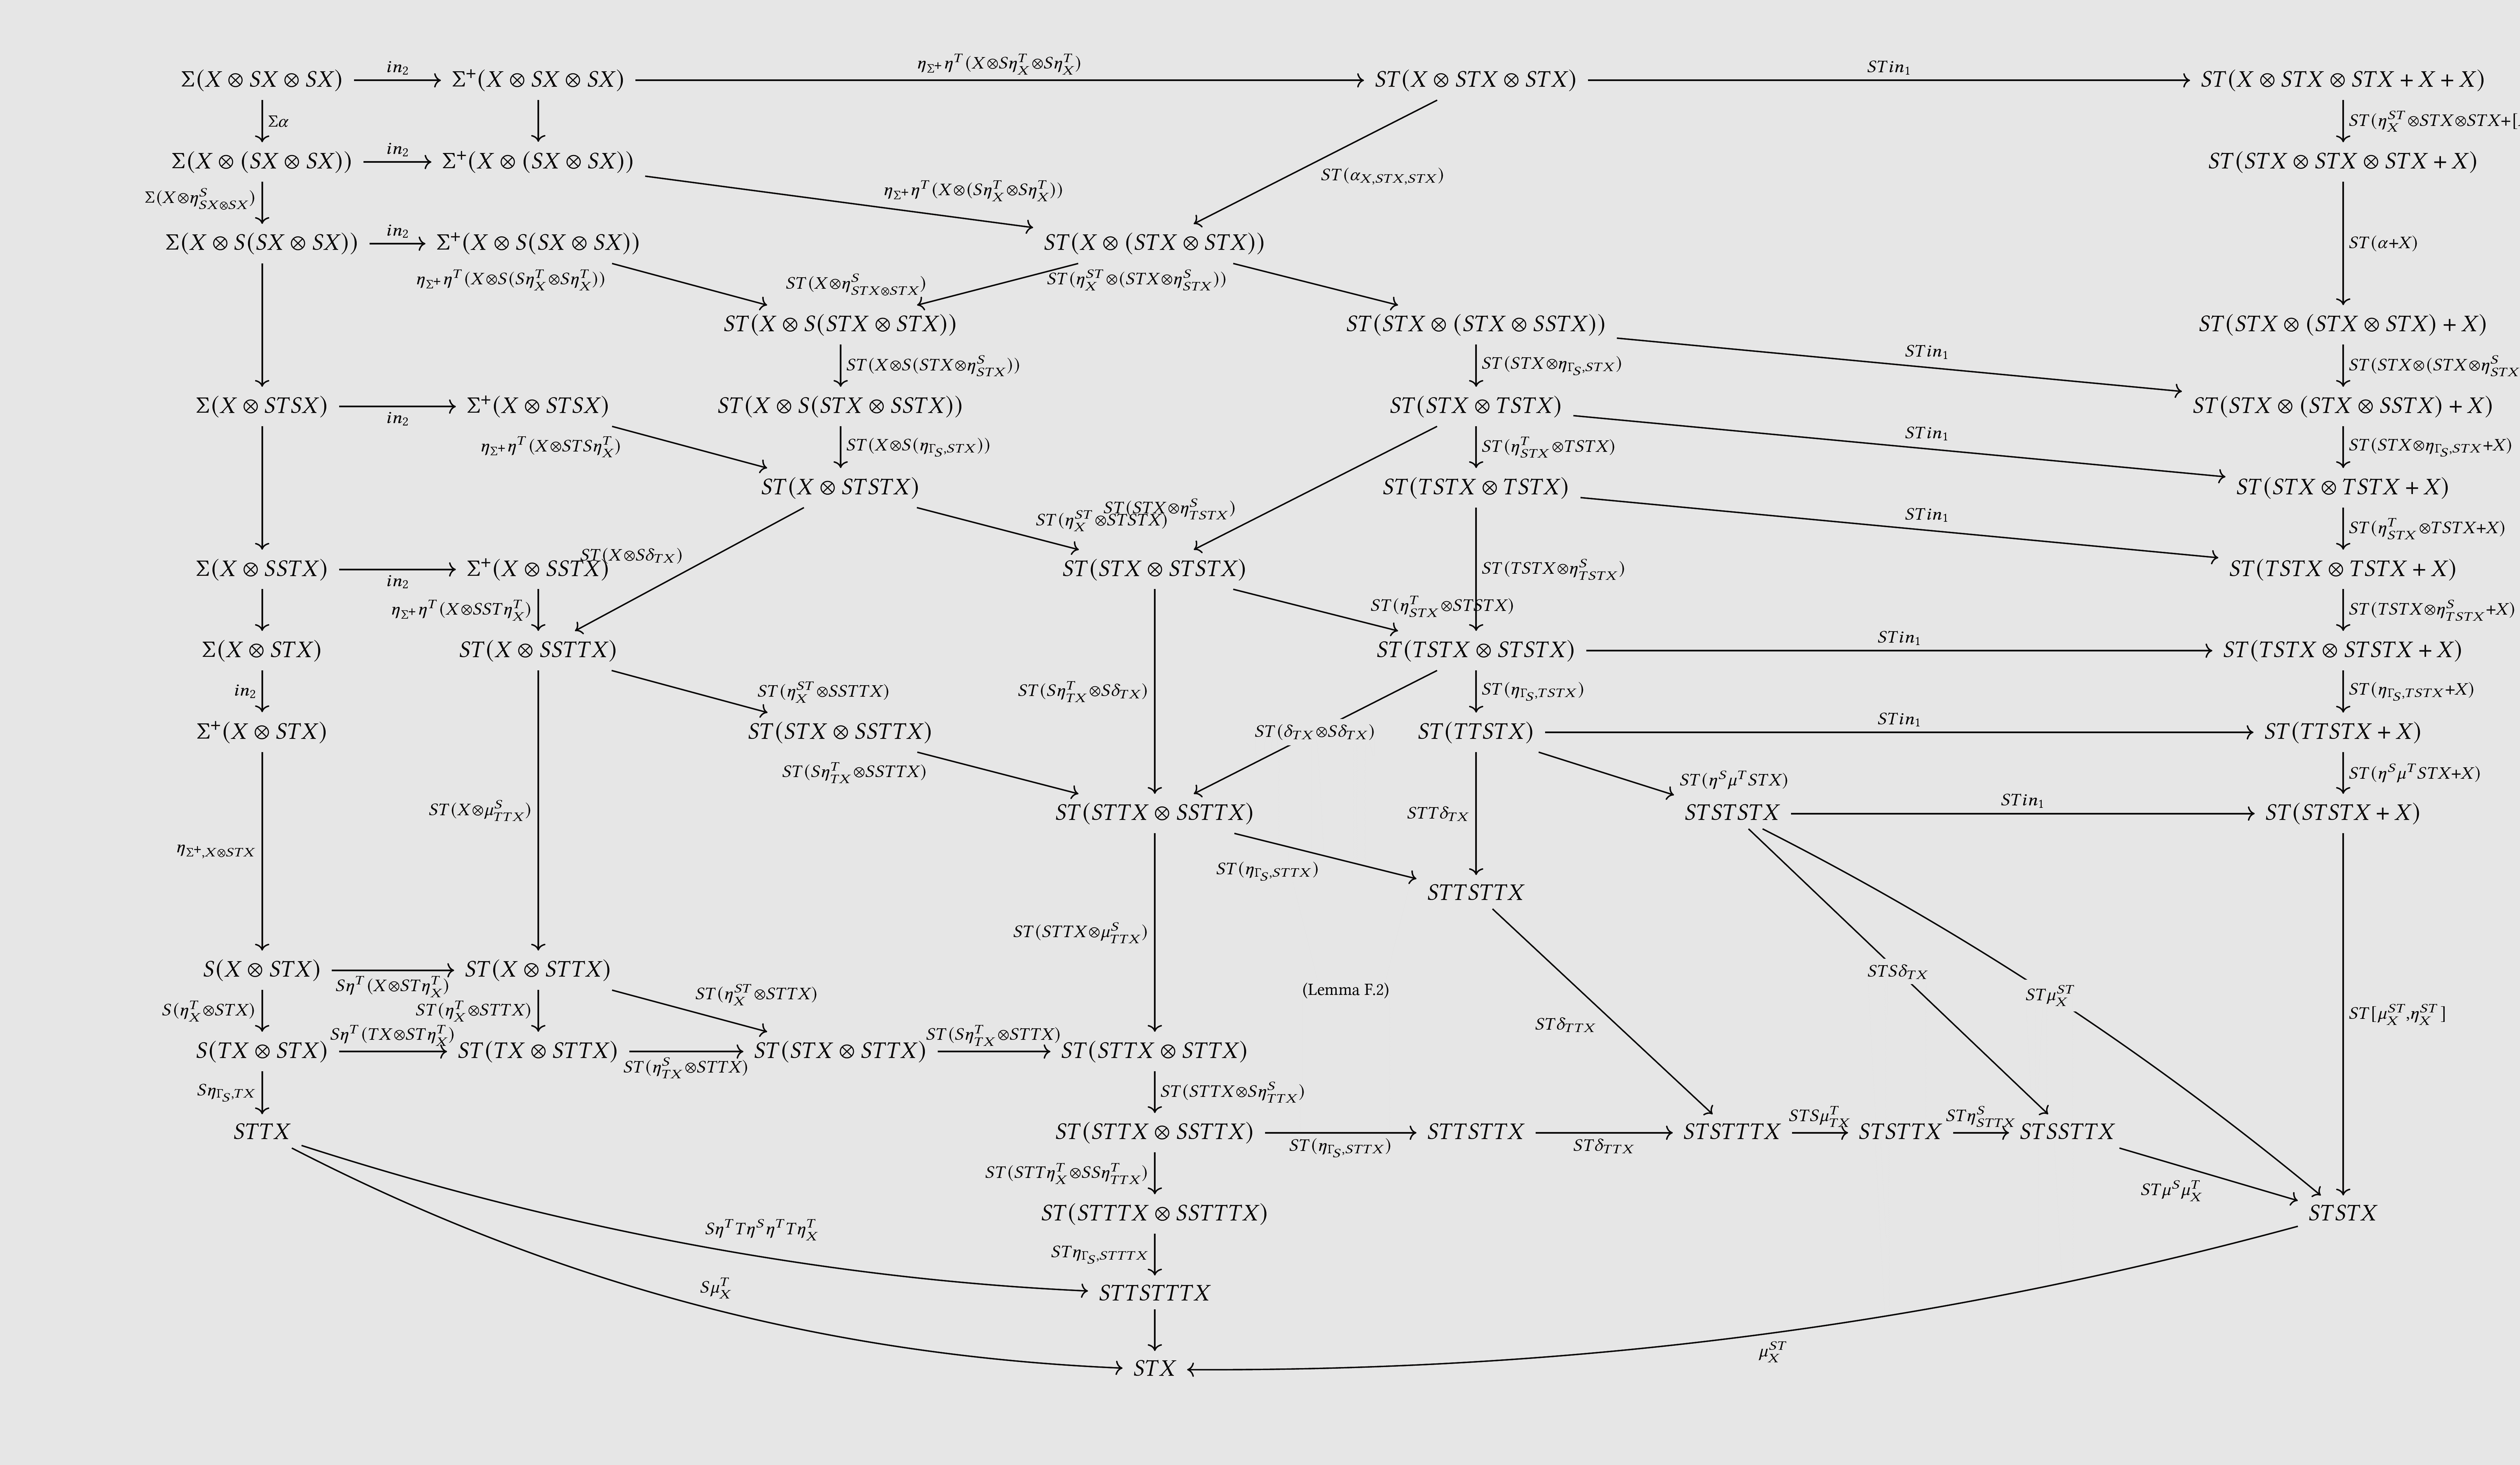 Σ(X ⊗ SX ⊗ SX) in₂ Σ⁺(X ⊗ SX ⊗ SX) η_{Σ⁺}η^T(X⊗Sη^T_X⊗Sη^T_X) ST(X ⊗ STX ⊗ STX) STin₁ ST(X ⊗ STX ⊗ STX + X + X)
Σα ST(η^{ST}_X⊗STX⊗STX+[
Σ(X ⊗ (SX ⊗ SX)) in₂ Σ⁺(X ⊗ (SX ⊗ SX)) ST(STX ⊗ STX ⊗ STX + X)
η_{Σ⁺}η^T(X⊗(Sη^T_X⊗Sη^T_X)) ST(α_{X,STX,STX})
Σ(X⊗η^S_{SX⊗SX})
Σ(X ⊗ S(SX ⊗ SX)) in₂ Σ⁺(X ⊗ S(SX ⊗ SX)) ST(X ⊗ (STX ⊗ STX)) ST(α+X)
η_{Σ⁺}η^T(X⊗S(Sη^T_X⊗Sη^T_X)) ST(X⊗η^S_{STX⊗STX}) ST(η^{ST}_X⊗(STX⊗η^S_{STX}))
ST(X ⊗ S(STX ⊗ STX)) ST(STX ⊗ (STX ⊗ SSTX)) ST(STX ⊗ (STX ⊗ STX) + X)
ST(X⊗S(STX⊗η^S_{STX})) ST(STX⊗η_{Γ_S,STX}) STin₁ ST(STX⊗(STX⊗η^S_{STX}
Σ(X ⊗ STSX) in₂ Σ⁺(X ⊗ STSX) ST(X ⊗ S(STX ⊗ SSTX)) ST(STX ⊗ TSTX) ST(STX ⊗ (STX ⊗ SSTX) + X)
η_{Σ⁺}η^T(X⊗STSη^T_X) ST(X⊗S(η_{Γ_S,STX})) ST(η^T_{STX}⊗TSTX) STin₁ ST(STX⊗η_{Γ_S,STX}+X)
ST(X ⊗ STSTX) ST(TSTX ⊗ TSTX) ST(STX ⊗ TSTX + X)
ST(η^{ST}_X⊗STSTX) ST(STX⊗η^S_{TSTX}) STin₁ ST(η^T_{STX}⊗TSTX+X)
Σ(X ⊗ SSTX) in₂ Σ⁺(X ⊗ SSTX) ST(X⊗Sδ_{TX}) ST(STX ⊗ STSTX) ST(TSTX⊗η^S_{TSTX}) ST(TSTX ⊗ TSTX + X)
η_{Σ⁺}η^T(X⊗SSTη^T_X) ST(η^T_{STX}⊗STSTX) ST(TSTX⊗η^S_{TSTX}+X)
Σ(X ⊗ STX) ST(X ⊗ SSTTX) ST(TSTX ⊗ STSTX) STin₁ ST(TSTX ⊗ STSTX + X)
in₂ ST(η^{ST}_X⊗SSTTX) ST(Sη^T_{TX}⊗Sδ_{TX}) ST(η_{Γ_S,TSTX}) ST(η_{Γ_S,TSTX}+X)
Σ⁺(X ⊗ STX) ST(STX ⊗ SSTTX) ST(δ_{TX}⊗Sδ_{TX}) ST(TTSTX) STin₁ ST(TTSTX + X)
ST(Sη^T_{TX}⊗SSTTX) ST(η^Sμ^TSTX) ST(η^Sμ^TSTX+X)
ST(X⊗μ^S_{TTX}) ST(STTX ⊗ SSTTX) STTδ_{TX} STSTSTX STin₁ ST(STSTX + X)
η_{Σ⁺,X⊗STX} ST(η_{Γ_S,STTX})
STTSTTX
ST(STTX⊗μ^S_{TTX})
S(X ⊗ STX) Sη^T(X⊗STη^T_X) ST(X ⊗ STTX) STSδ_{TX}
ST(η^{ST}_X⊗STTX) (Lemma F.2) STμ^{ST}_X
S(η^T_X⊗STX) ST(η^T_X⊗STTX) STδ_{TTX} ST[μ^{ST}_X,η^{ST}_X]
S(TX ⊗ STX) Sη^T(TX⊗STη^T_X) ST(TX ⊗ STTX) ST(η^S_{TX}⊗STTX) ST(STX ⊗ STTX) ST(Sη^T_{TX}⊗STTX) ST(STTX ⊗ STTX)
Sη_{Γ_S,TX} ST(STTX⊗Sη^S_{TTX})
STTX ST(STTX ⊗ SSTTX) ST(η_{Γ_S,STTX}) STTSTTX STδ_{TTX} STSTTTX STSμ^T_{TX} STSTTX STη^S_{STTX} STSSTTX
ST(STTη^T_X⊗SSη^T_{TTX}) STμ^Sμ^T_X
ST(STTTX ⊗ SSTTTX) STSTX
Sη^TTη^Sη^TTη^T_X STη_{Γ_S,STTTX}
Sμ^T_X STTSTTTX
μ^{ST}_X
STX